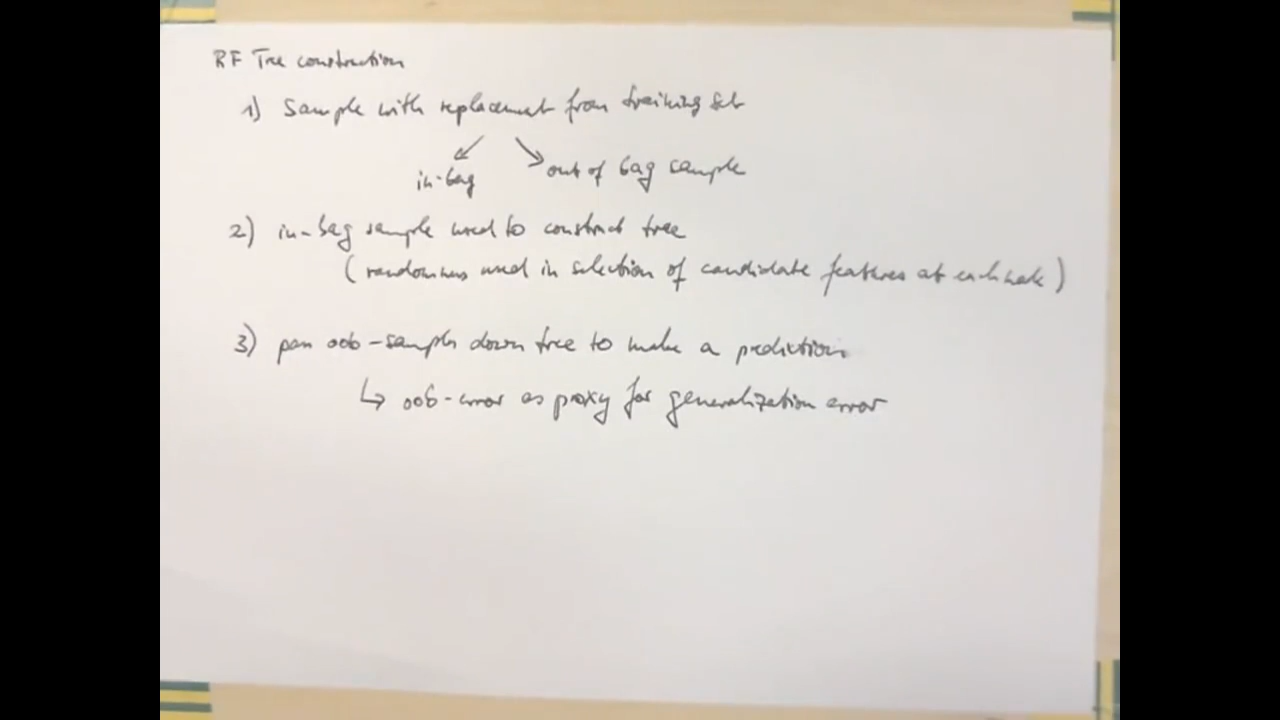 RF Tree construction
1) Sample with replacement from training set
in-bag
out of bag sample
2) in-bag sample used to construct tree
(randomness used in selection of candidate features at each node)
3) pass oob-samples down tree to make a prediction
↳ oob-error as proxy for generalization error